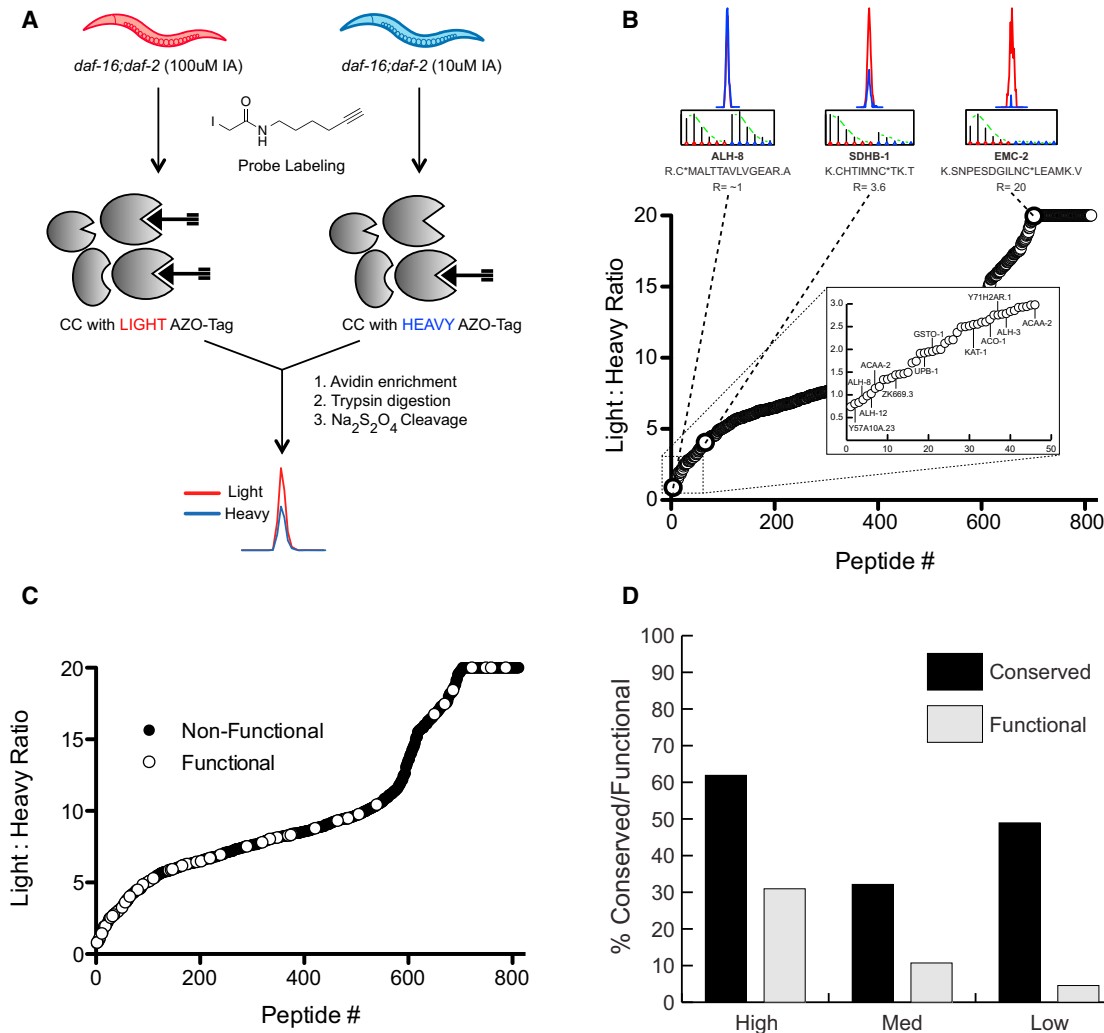 A
daf-16;daf-2 (100uM IA)
daf-16;daf-2 (10uM IA)
I
O
N
H
Probe Labeling
CC with LIGHT AZO-Tag
CC with HEAVY AZO-Tag
1. Avidin enrichment
2. Trypsin digestion
3. Na2S2O4 Cleavage
Light
Heavy
B
ALH-8
R.C*MALTTAVLVGEAR.A
R= ~1
SDHB-1
K.CHTIMNC*TK.T
R= 3.6
EMC-2
K.SNPESDGILNC*LEAMK.V
R= 20
Light : Heavy Ratio
20
15
10
5
0
0
200
400
600
800
Peptide #
3.0
2.5
2.0
1.5
1.0
0.5
0
10
20
30
40
50
Y57A10A.23
ALH-8
ALH-12
ACAA-2
ZK669.3
GSTO-1
UPB-1
KAT-1
Y71H2AR.1
ACO-1
ALH-3
ACAA-2
C
Light : Heavy Ratio
20
15
10
5
0
0
200
400
600
800
Peptide #
Non-Functional
Functional
D
% Conserved/Functional
100
90
80
70
60
50
40
30
20
10
0
High
Med
Low
Conserved
Functional